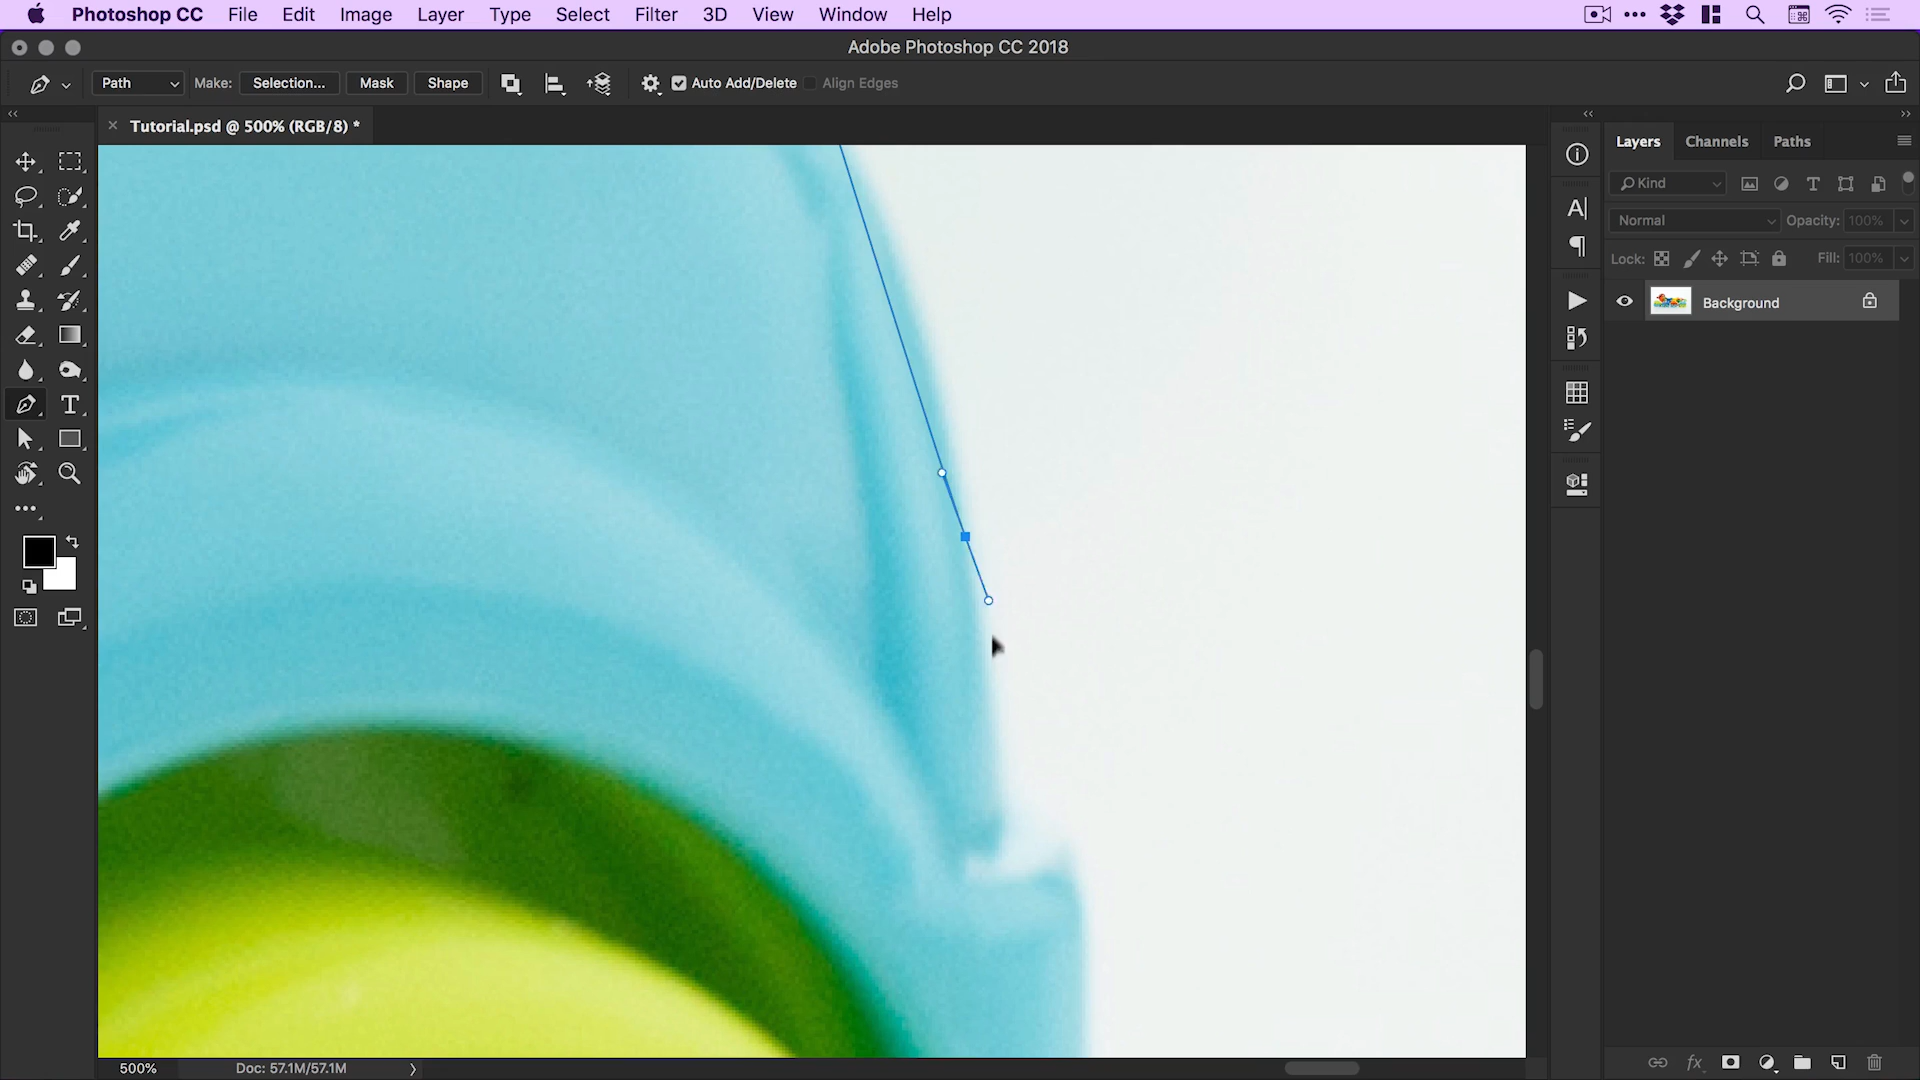 Photoshop CC File Edit Image Layer Type Select Filter 3D View Window Help
Adobe Photoshop CC 2018
Path Make: Selection... Mask Shape Auto Add/Delete Align Edges
Tutorial.psd @ 500% (RGB/8) *
Layers Channels Paths
Kind
Normal Opacity: 100%
Lock: Fill: 100%
Background
500% Doc: 57.1M/57.1M